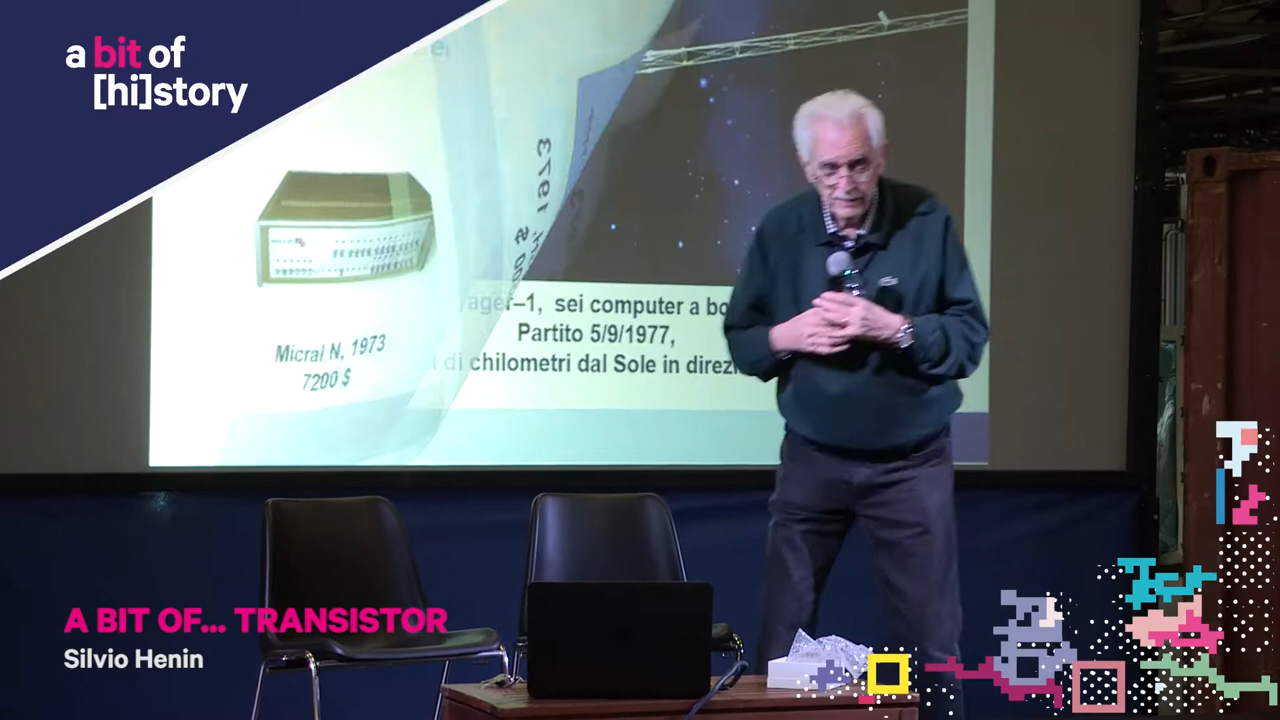 a bit of
[hi]story
1973
Micral N, 1973
7200 $
ager–1, sei computer a bo
Partito 5/9/1977,
di chilometri dal Sole in direzi
A BIT OF... TRANSISTOR
Silvio Henin